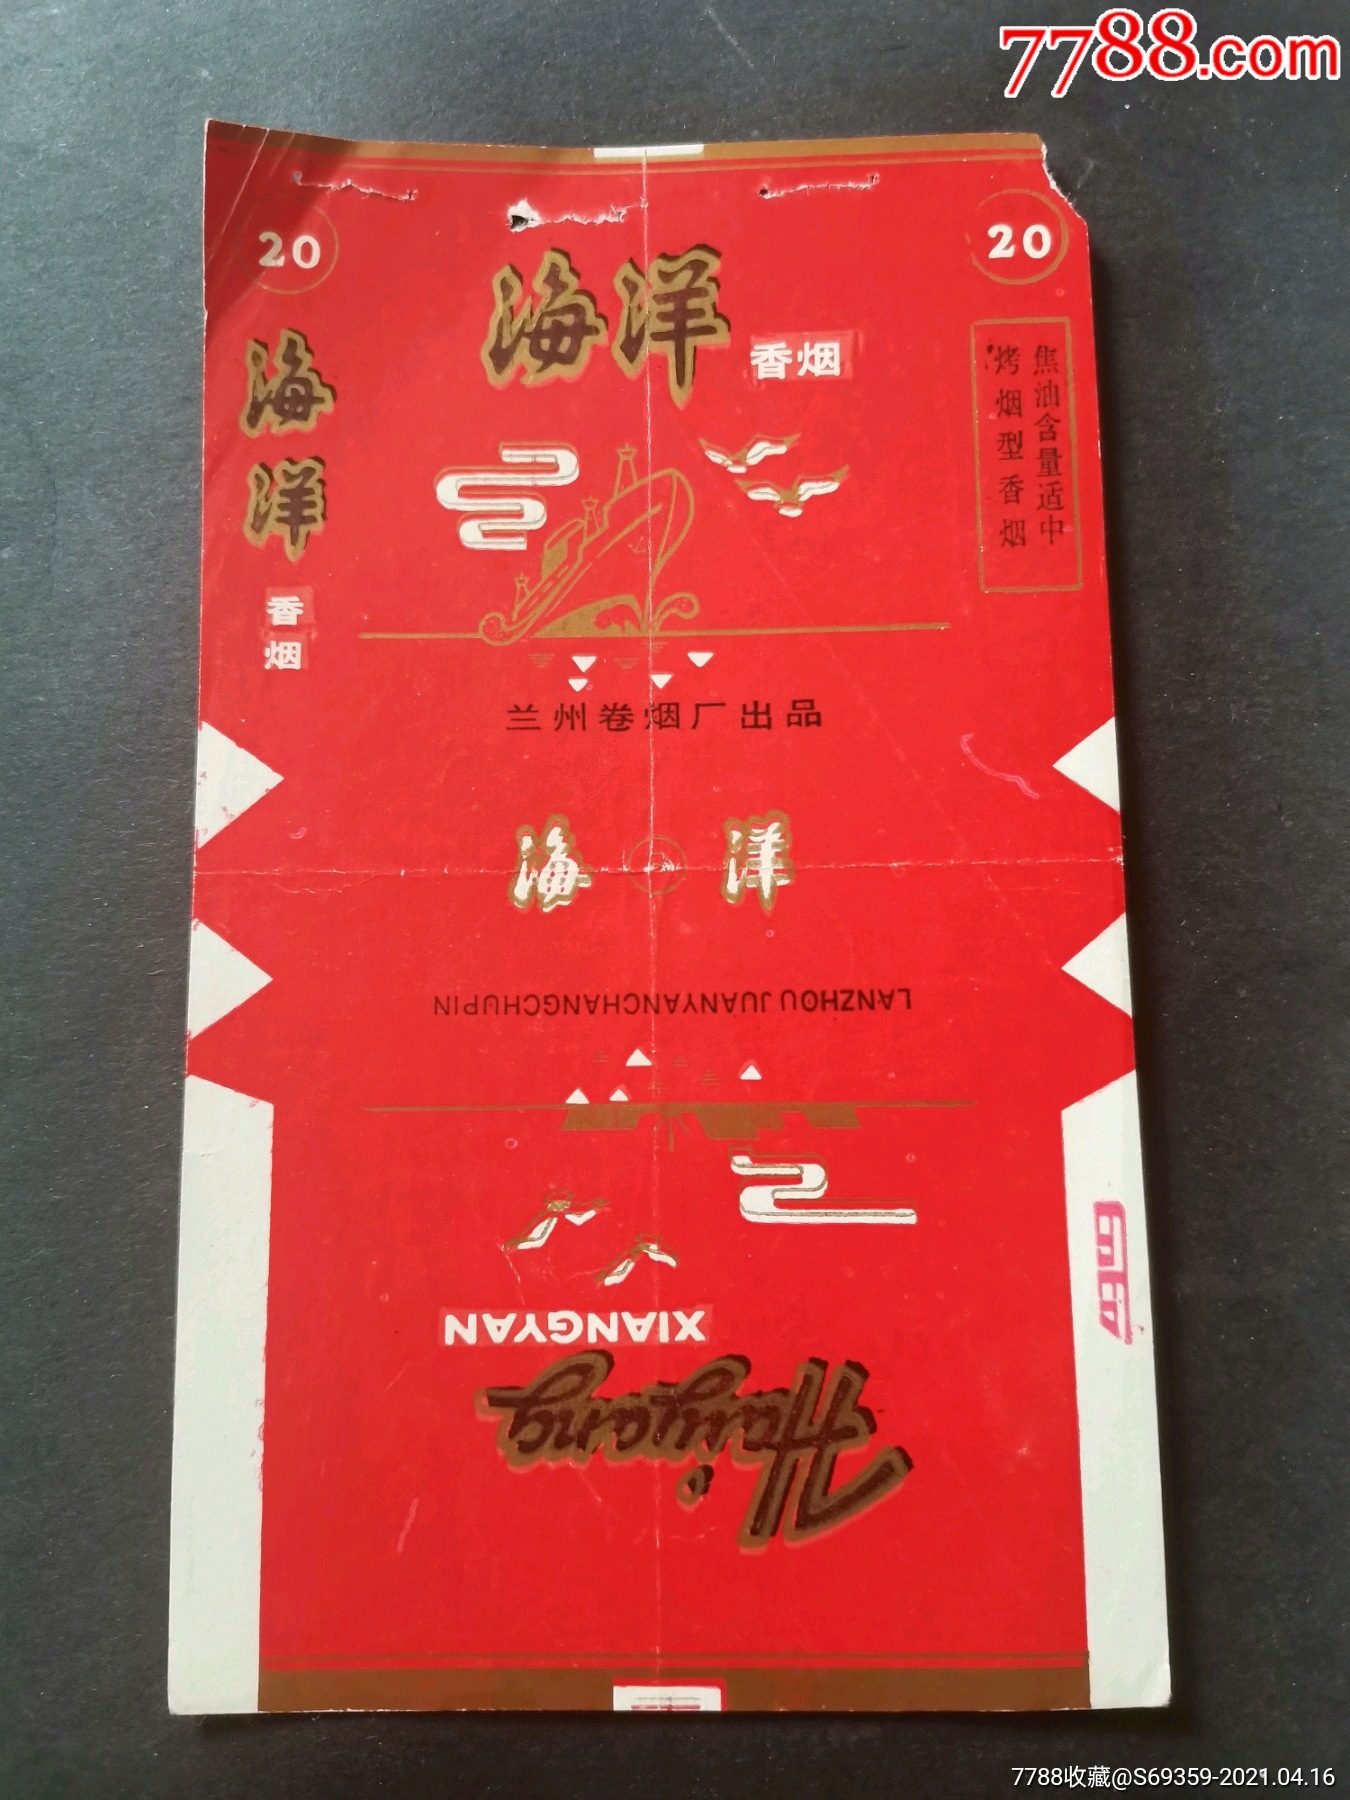 7788.com
20
20
海洋
香烟
海洋
香烟
焦油含量适中
烤烟型香烟
兰州卷烟厂出品
海 洋
LANZHOU JUANYANCHANGCHUPIN
XIANGYAN
Haiyang
7788收藏@S69359-2021.04.16